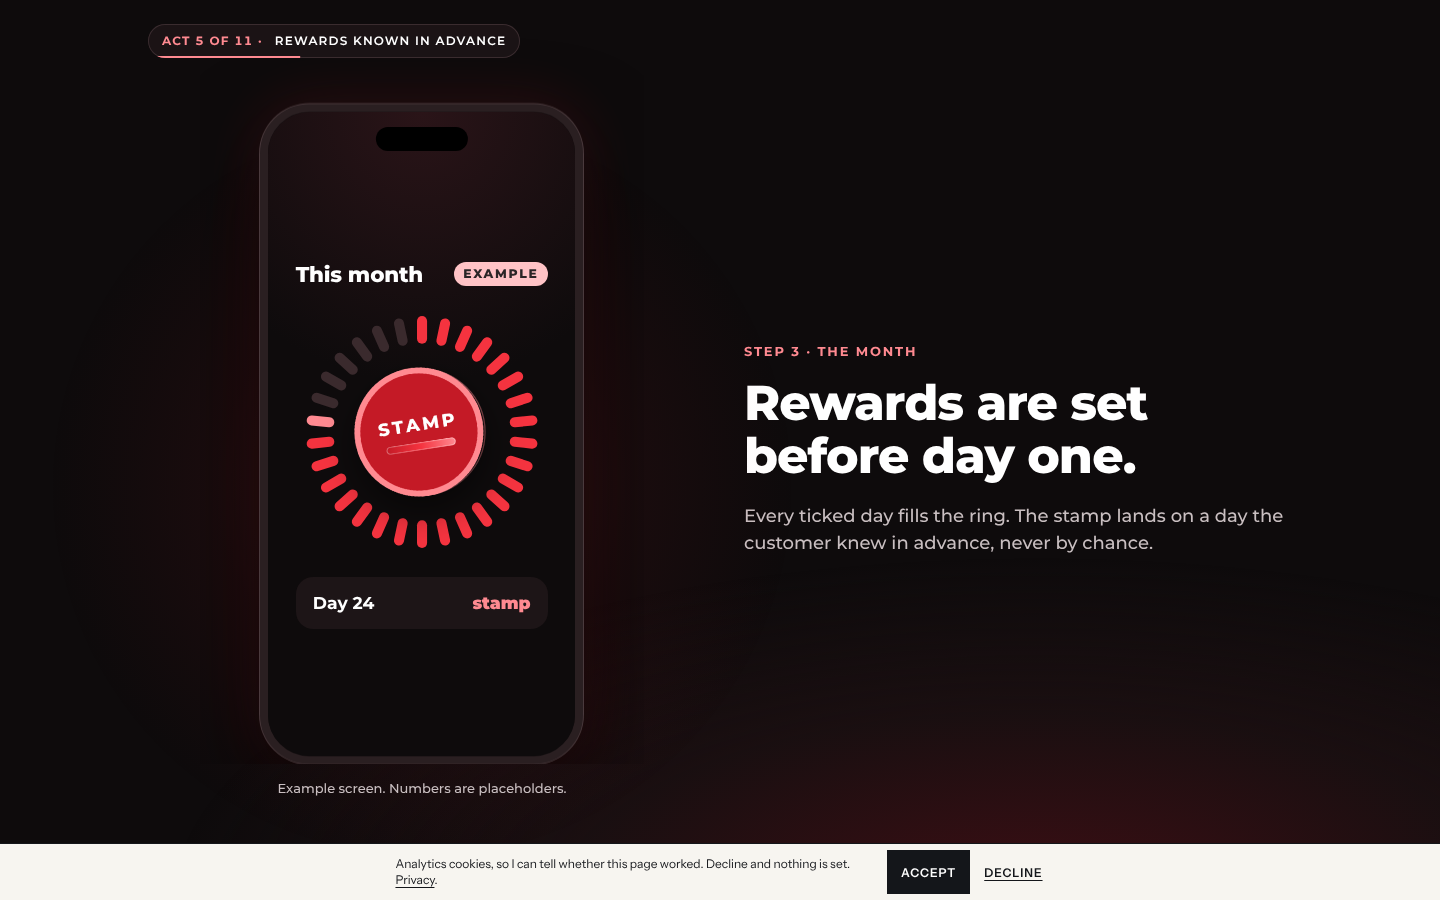 ACT 5 OF 11 · REWARDS KNOWN IN ADVANCE
This month
EXAMPLE
STAMP
Day 24
stamp
Example screen. Numbers are placeholders.
STEP 3 · THE MONTH
Rewards are set
before day one.
Every ticked day fills the ring. The stamp lands on a day the
customer knew in advance, never by chance.
Analytics cookies, so I can tell whether this page worked. Decline and nothing is set.
Privacy.
ACCEPT
DECLINE